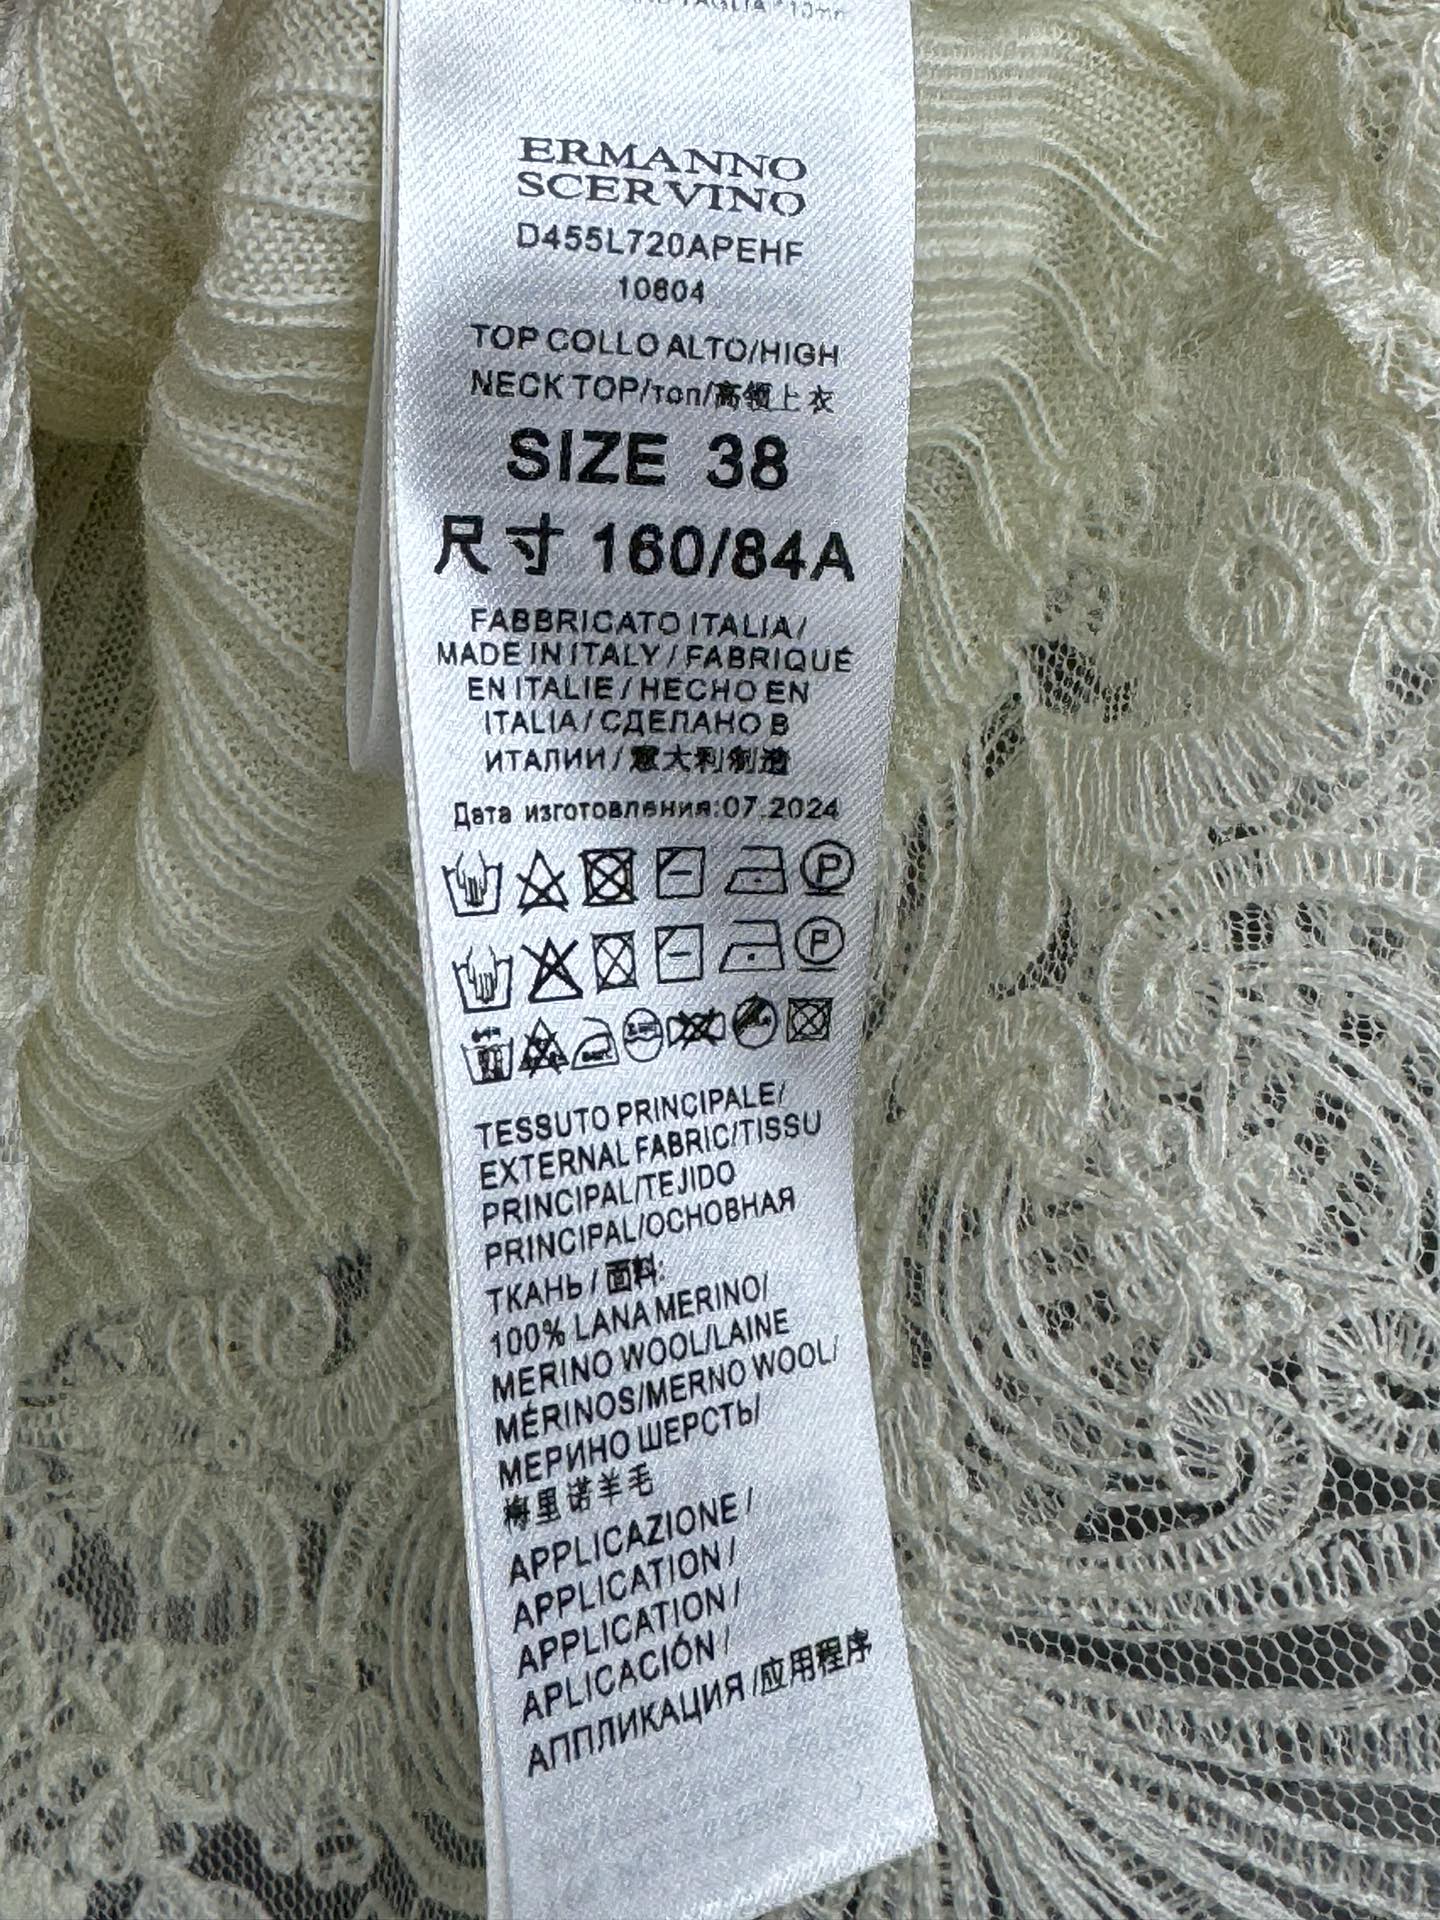 ERMANNO
SCERVINO
D455L720APEHF
10604
TOP COLLO ALTO/HIGH
NECK TOP/топ/高领上衣
SIZE 38
尺寸 160/84A
FABBRICATO ITALIA/
MADE IN ITALY / FABRIQUÉ
EN ITALIE / HECHO EN
ITALIA / СДЕЛАНО В
ИТАЛИИ / 意大利制造
Дата изготовления:07.2024
P
P
TESSUTO PRINCIPALE/
EXTERNAL FABRIC/TISSU
PRINCIPAL/TEJIDO
PRINCIPAL/ОСНОВНАЯ
ТКАНЬ / 面料:
100% LANA MERINO/
MERINO WOOL/LAINE
MÉRINOS/MERNO WOOL/
МЕРИНО ШЕРСТЬ/
梅里诺羊毛
APPLICAZIONE /
APPLICATION /
APPLICATION /
APLICACIÓN /
АППЛИКАЦИЯ /应用程序